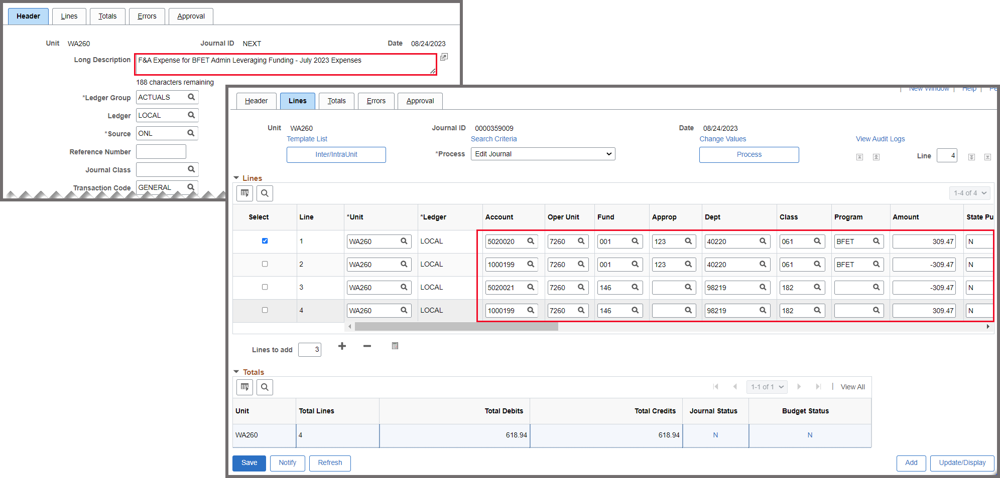 Header Lines Totals Errors Approval
Unit WA260 Journal ID NEXT Date 08/24/2023
Long Description F&A Expense for BFET Admin Leveraging Funding - July 2023 Expenses
188 characters remaining
*Ledger Group ACTUALS
Ledger LOCAL
*Source ONL
Reference Number
Journal Class
Transaction Code GENERAL
| New Window | Help | Pe
Header Lines Totals Errors Approval
Unit WA260 Journal ID 0000359009 Date 08/24/2023
Template List Search Criteria Change Values View Audit Logs
Inter/IntraUnit *Process Edit Journal Process Line 4
Lines
1-4 of 4
Select Line *Unit *Ledger Account Oper Unit Fund Approp Dept Class Program Amount State Pu
1 WA260 LOCAL 5020020 7260 001 123 40220 061 BFET 309.47 N
2 WA260 LOCAL 1000199 7260 001 123 40220 061 BFET -309.47 N
3 WA260 LOCAL 5020021 7260 146 98219 182 -309.47 N
4 WA260 LOCAL 1000199 7260 146 98219 182 309.47 N
Lines to add 3
Totals
1-1 of 1 | View All
Unit Total Lines Total Debits Total Credits Journal Status Budget Status
WA260 4 618.94 618.94 N N
Save Notify Refresh Add Update/Display